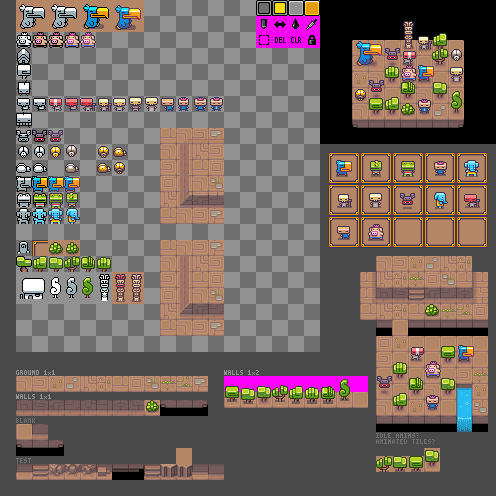 DEL CLR
GROUND 1x1
WALLS 1x2
WALLS 1x1
BLANK
IDLE ANIMS?
ANIMATED TILES?
TEST